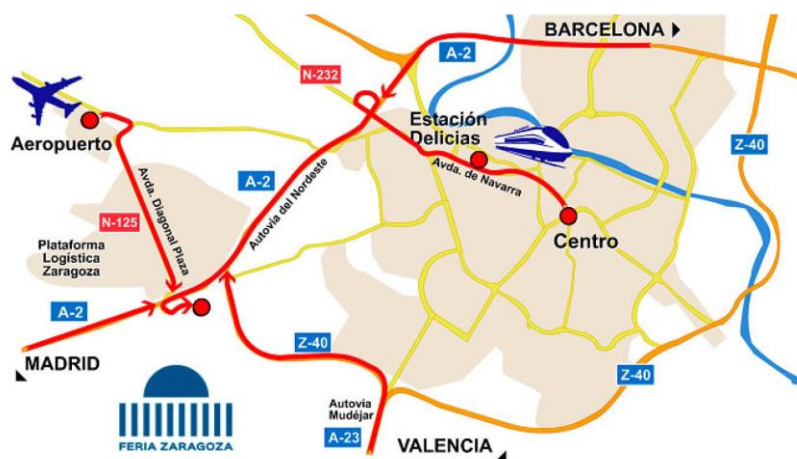 BARCELONA
A-2
N-232
Aeropuerto
Estación
Delicias
Z-40
A-2
Avda. de Navarra
Autovía del Nordeste
Avda. Diagonal Plaza
N-125
Centro
Plataforma
Logística
Zaragoza
A-2
MADRID
Z-40
Z-40
Autovía
Mudéjar
A-23
VALENCIA
FERIA ZARAGOZA